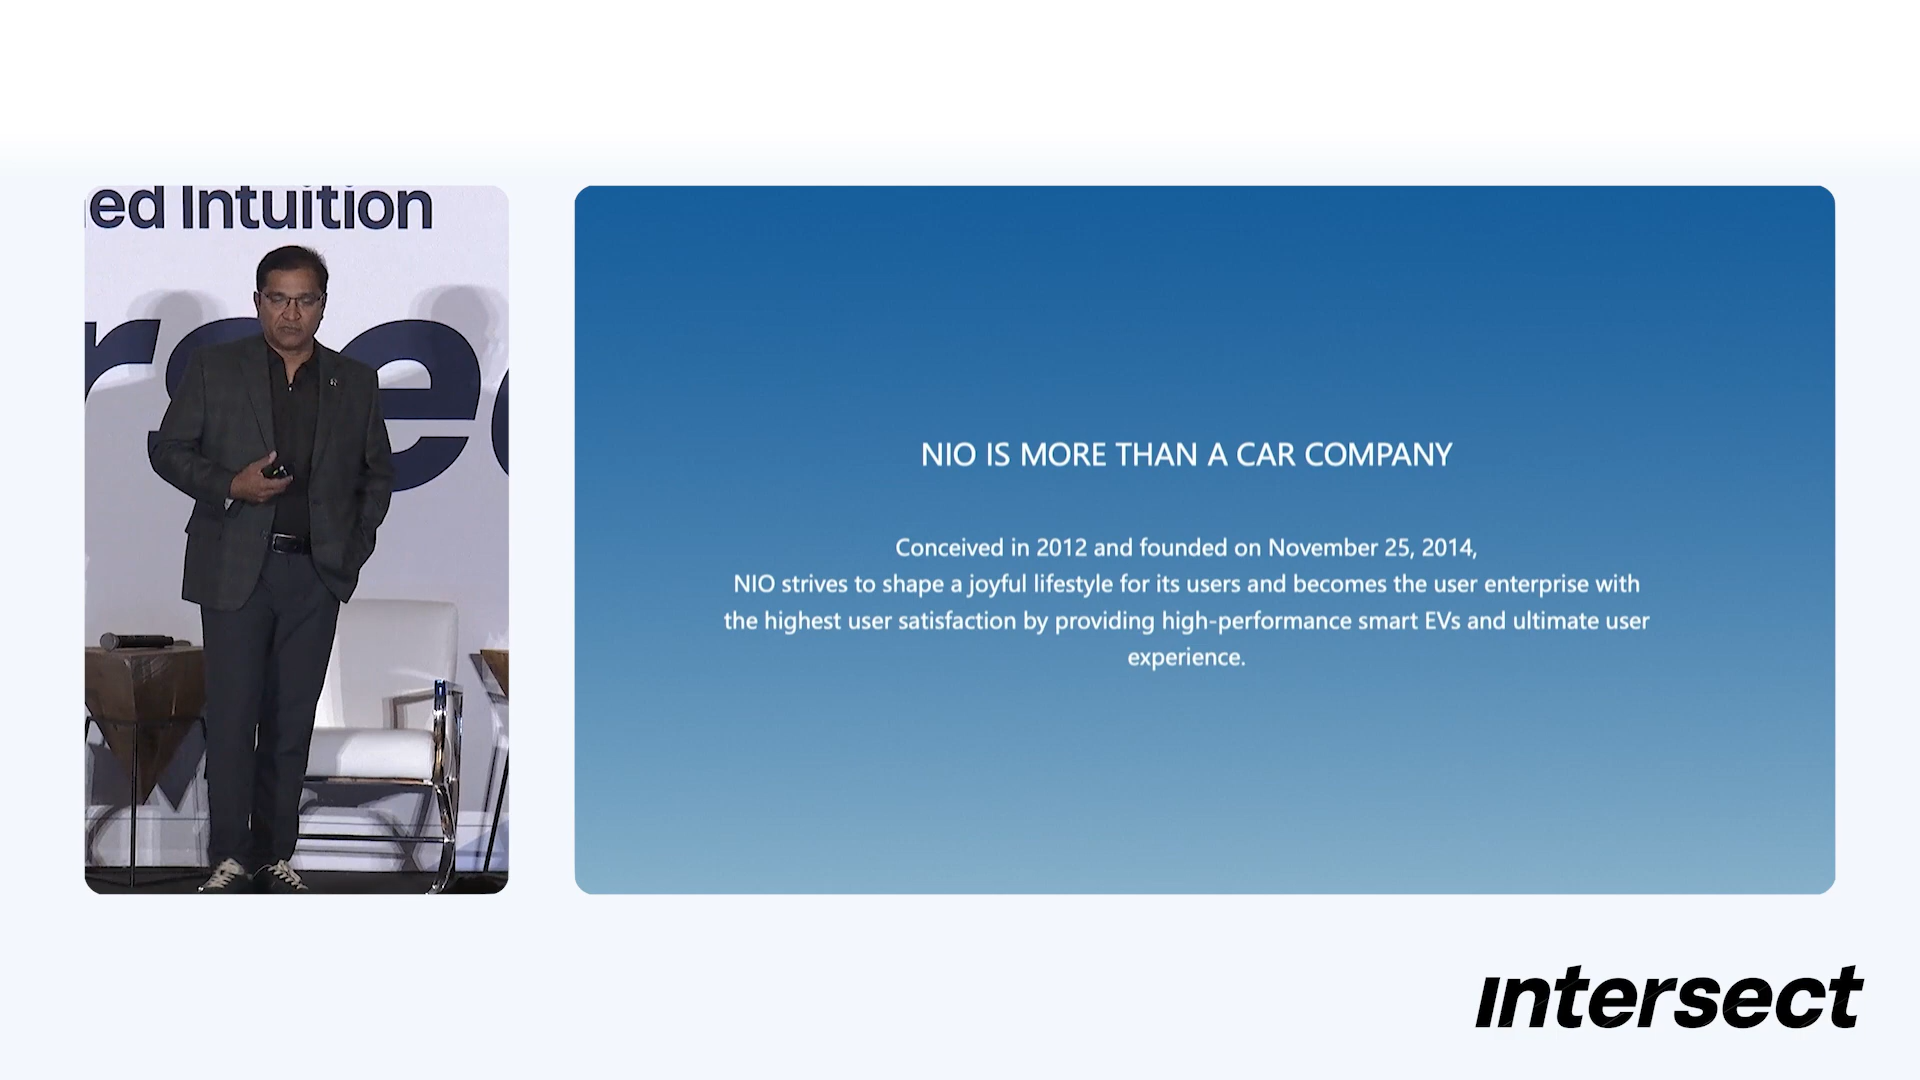 ed Intuition
rse
NIO IS MORE THAN A CAR COMPANY
Conceived in 2012 and founded on November 25, 2014,
NIO strives to shape a joyful lifestyle for its users and becomes the user enterprise with
the highest user satisfaction by providing high-performance smart EVs and ultimate user
experience.
intersect